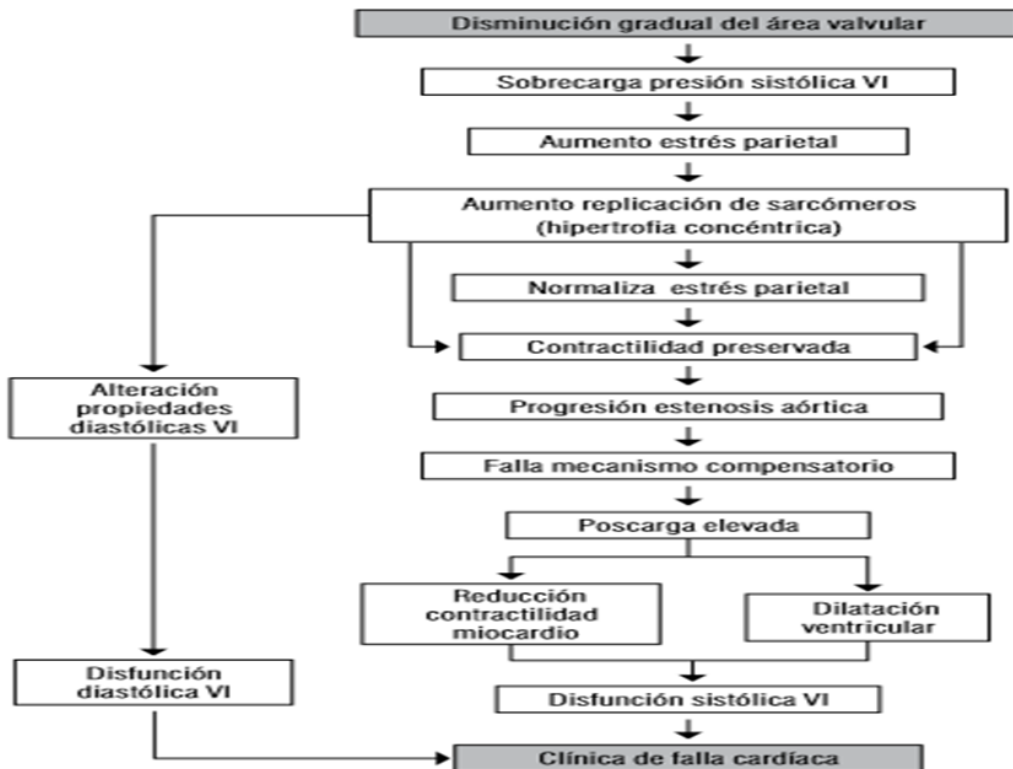 Disminución gradual del área valvular
Sobrecarga presión sistólica VI
Aumento estrés parietal
Aumento replicación de sarcómeros
(hipertrofia concéntrica)
Normaliza estrés parietal
Contractilidad preservada
Alteración
propiedades
diastólicas VI
Progresión estenosis aórtica
Falla mecanismo compensatorio
Poscarga elevada
Reducción
contractilidad
miocardio
Dilatación
ventricular
Disfunción
diastólica VI
Disfunción sistólica VI
Clínica de falla cardíaca